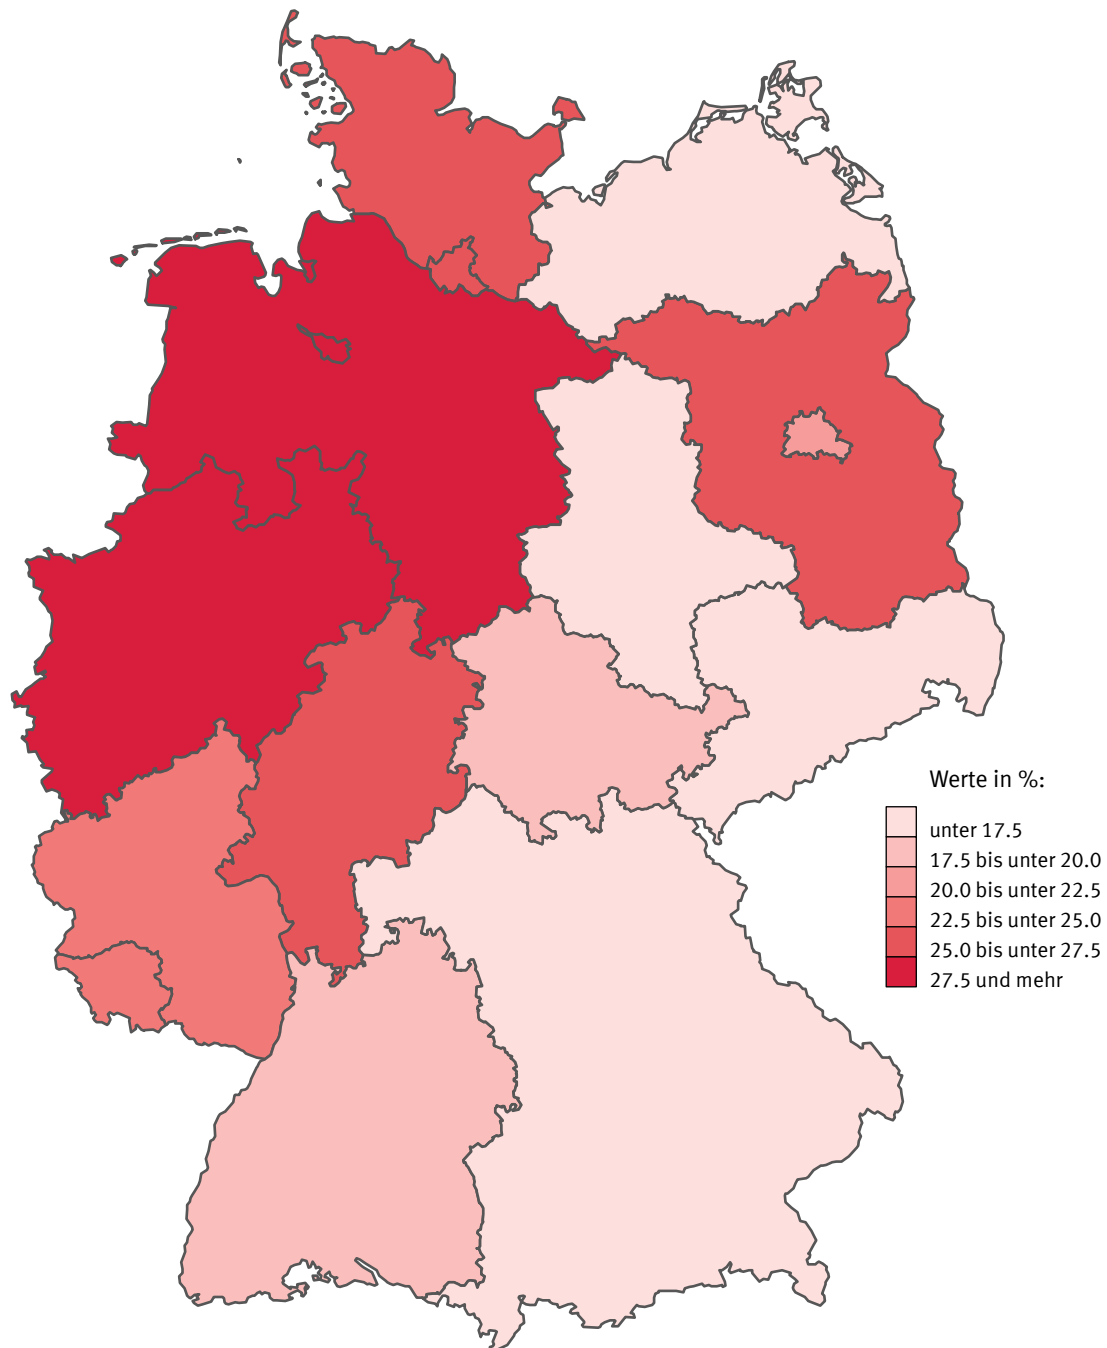 Werte in %:
unter 17.5
17.5 bis unter 20.0
20.0 bis unter 22.5
22.5 bis unter 25.0
25.0 bis unter 27.5
27.5 und mehr